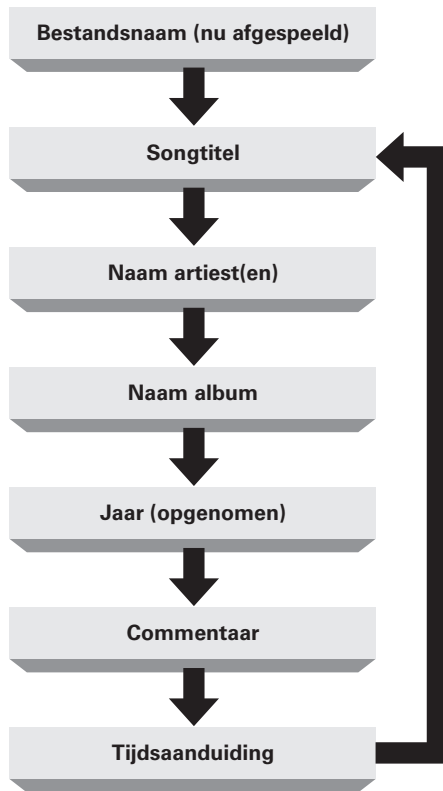 Bestandsnaam (nu afgespeeld)
Songtitel
Naam artiest(en)
Naam album
Jaar (opgenomen)
Commentaar
Tijdsaanduiding